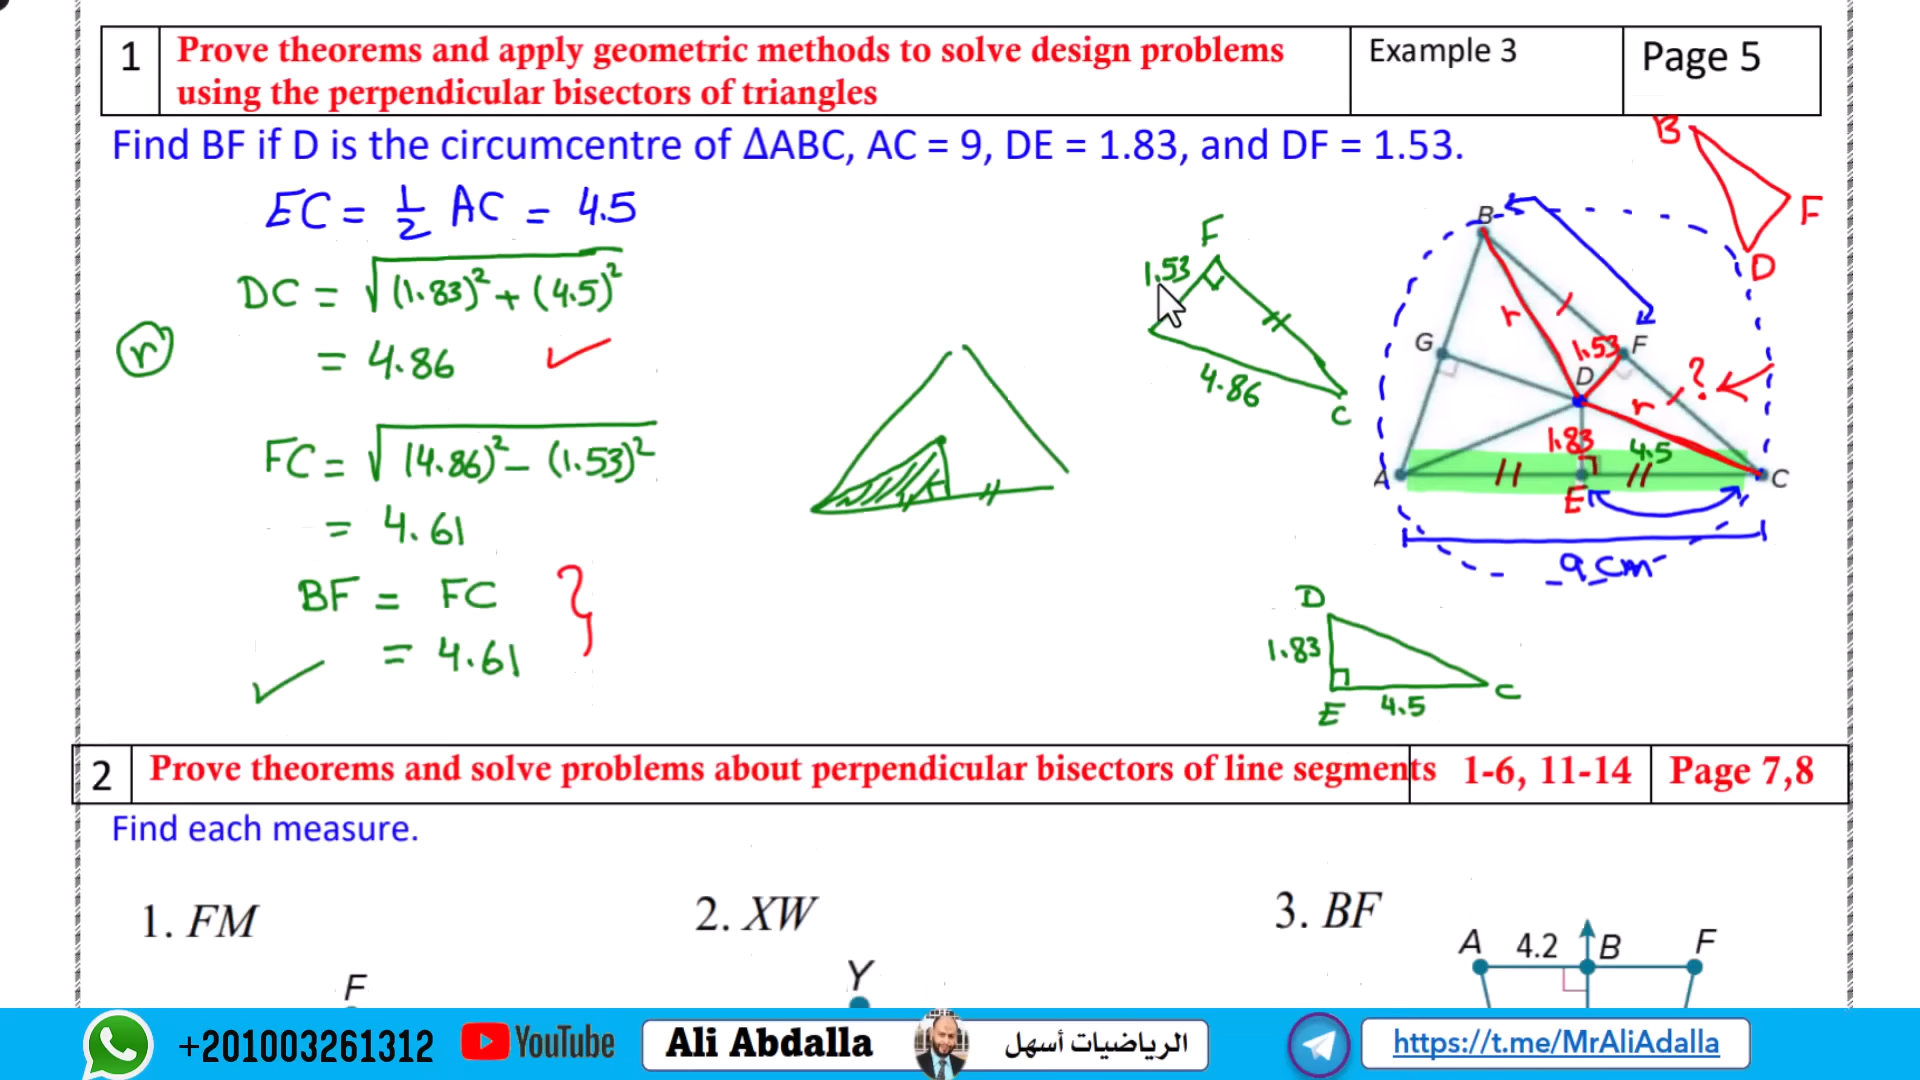 1 Prove theorems and apply geometric methods to solve design problems using the perpendicular bisectors of triangles Example 3 Page 5
Find BF if D is the circumcentre of ΔABC, AC = 9, DE = 1.83, and DF = 1.53.
EC = 1/2 AC = 4.5
DC = √(1.83)² + (4.5)²
r
= 4.86
FC = √(4.86)² - (1.53)²
= 4.61
BF = FC
= 4.61
F
1.53
4.86
C
B
F
D
B
G
F
r
1.53
D
r
?
1.83
4.5
A
E
C
9 cm
D
1.83
E
4.5
C
2 Prove theorems and solve problems about perpendicular bisectors of line segments 1-6, 11-14 Page 7,8
Find each measure.
1. FM
2. XW
3. BF
F
Y
A 4.2 B F
+201003261312 YouTube Ali Abdalla الرياضيات أسهل https://t.me/MrAliAdalla